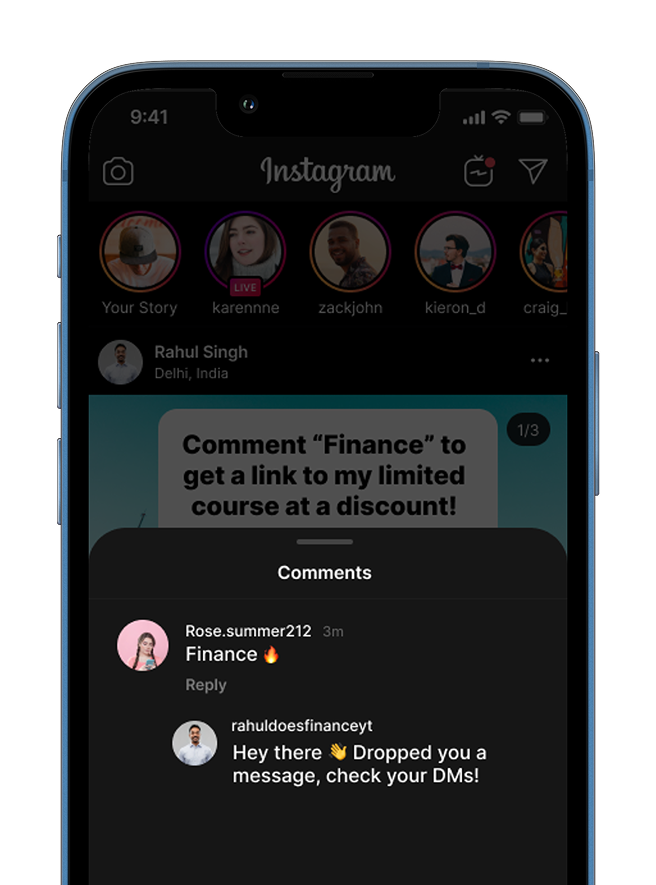 9:41
Instagram
LIVE
Your Story
karennne
zackjohn
kieron_d
craig_
Rahul Singh
Delhi, India
1/3
Comment “Finance” to
get a link to my limited
course at a discount!
Comments
Rose.summer212 3m
Finance 🔥
Reply
rahuldoesfinanceyt
Hey there 👋 Dropped you a
message, check your DMs!